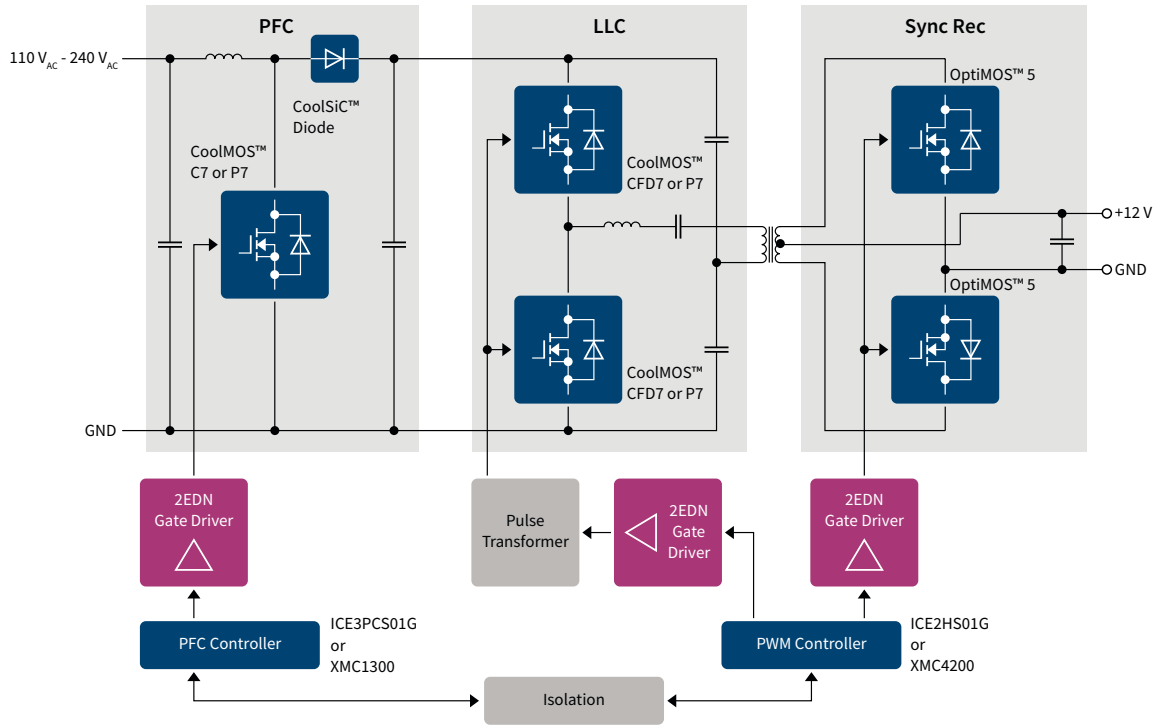 PFC
LLC
Sync Rec
110 V_AC - 240 V_AC
CoolSiC™
Diode
CoolMOS™
C7 or P7
CoolMOS™
CFD7 or P7
CoolMOS™
CFD7 or P7
OptiMOS™ 5
+12 V
GND
OptiMOS™ 5
GND
2EDN
Gate Driver
Pulse
Transformer
2EDN
Gate
Driver
2EDN
Gate Driver
PFC Controller
ICE3PCS01G
or
XMC1300
PWM Controller
ICE2HS01G
or
XMC4200
Isolation